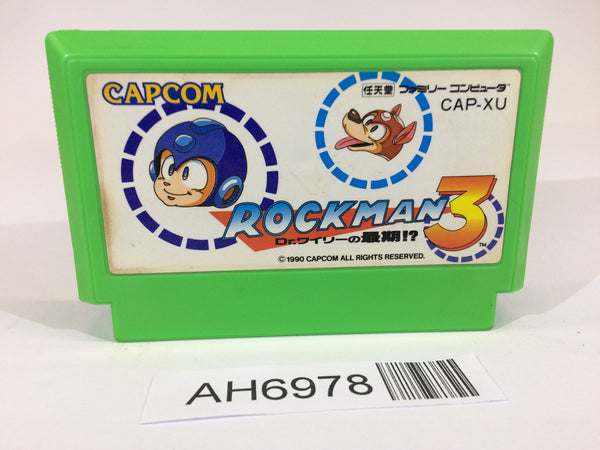 CAPCOM
任天堂 ファミリー コンピュータ
CAP-XU
ROCKMAN 3
TM
Dr.ワイリーの最期!?
© 1990 CAPCOM ALL RIGHTS RESERVED.
AH6978